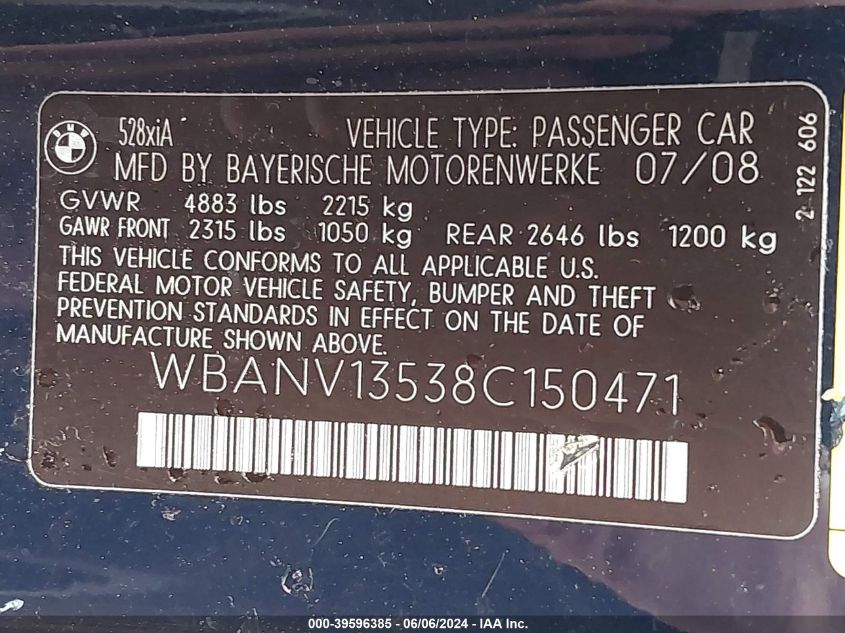 BMW
528xiA VEHICLE TYPE: PASSENGER CAR
MFD BY BAYERISCHE MOTORENWERKE 07/08
GVWR 4883 lbs 2215 kg
GAWR FRONT 2315 lbs 1050 kg REAR 2646 lbs 1200 kg
THIS VEHICLE CONFORMS TO ALL APPLICABLE U.S.
FEDERAL MOTOR VEHICLE SAFETY, BUMPER AND THEFT
PREVENTION STANDARDS IN EFFECT ON THE DATE OF
MANUFACTURE SHOWN ABOVE.
WBANV13538C150471
2 122 606
000-39596385 - 06/06/2024 - IAA Inc.